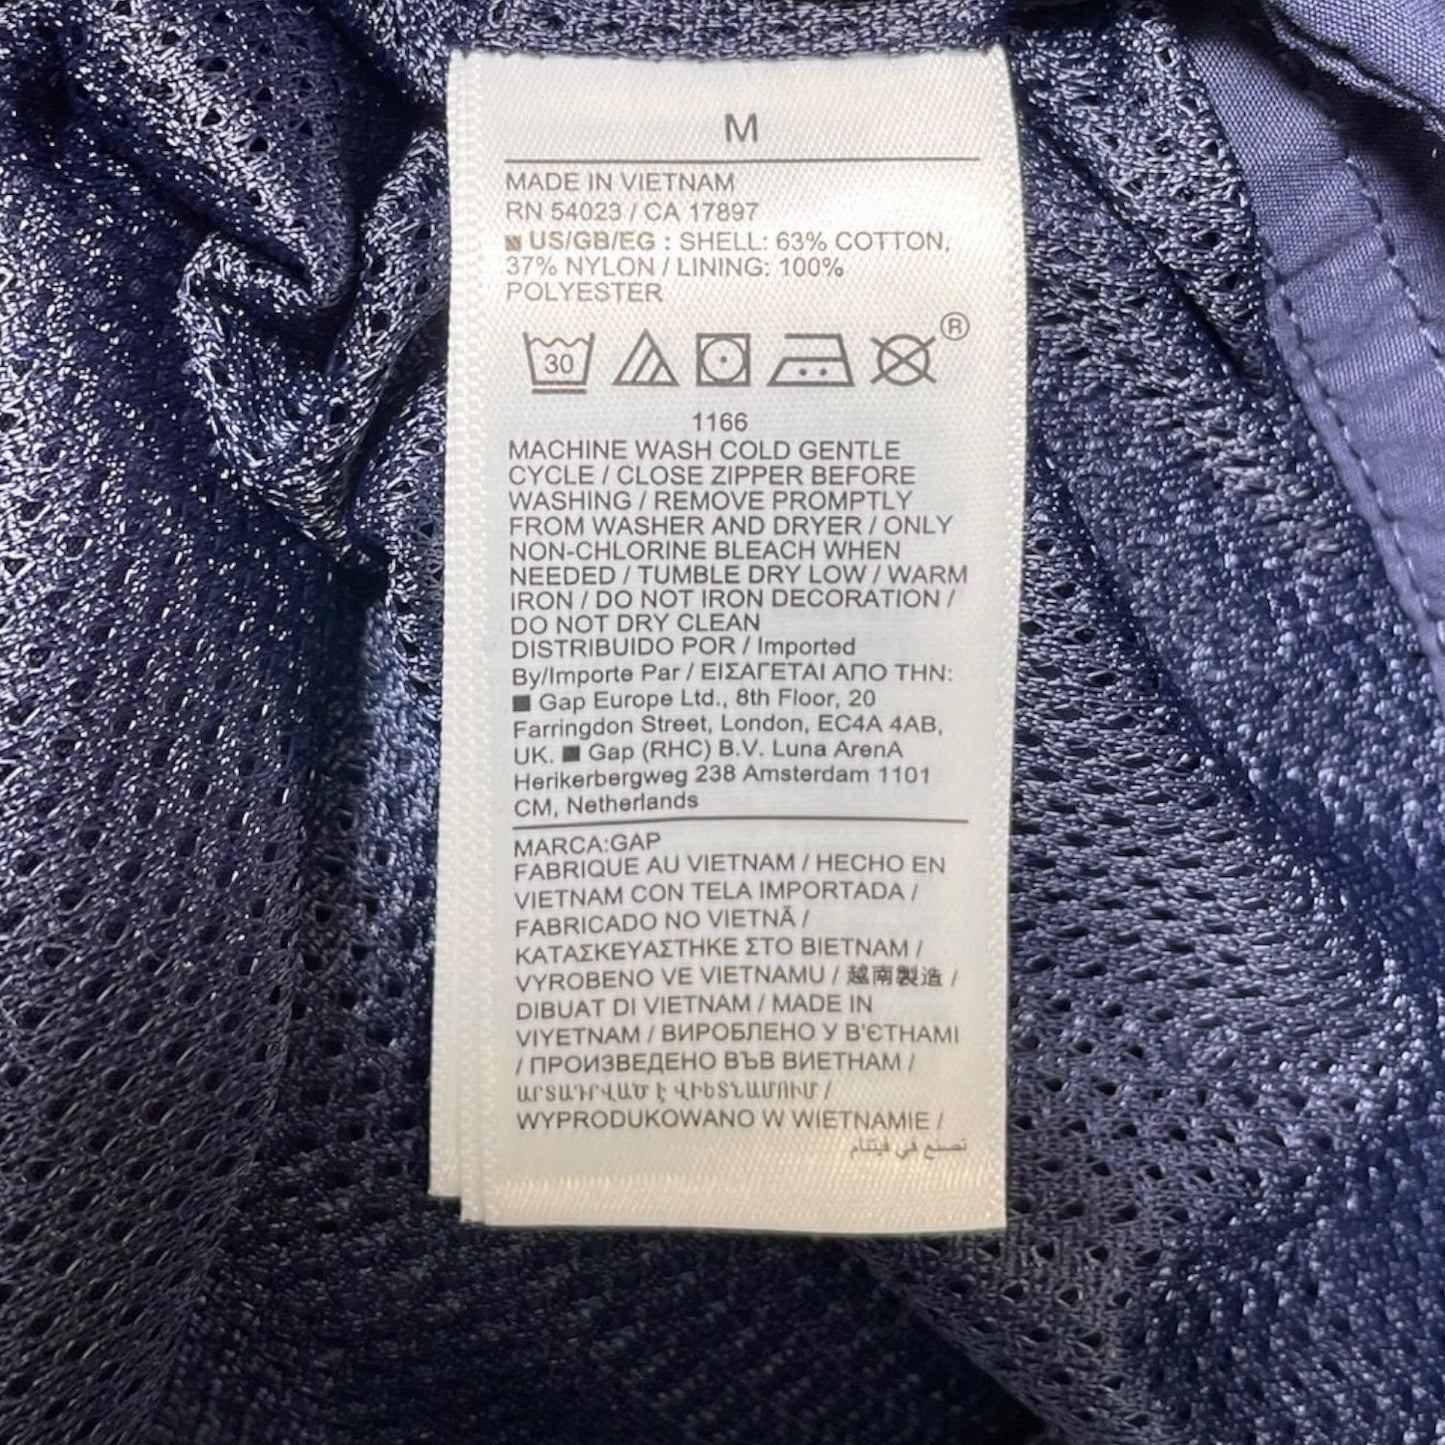 M
MADE IN VIETNAM
RN 54023 / CA 17897
US/GB/EG : SHELL: 63% COTTON,
37% NYLON / LINING: 100%
POLYESTER
30 ®
1166
MACHINE WASH COLD GENTLE
CYCLE / CLOSE ZIPPER BEFORE
WASHING / REMOVE PROMPTLY
FROM WASHER AND DRYER / ONLY
NON-CHLORINE BLEACH WHEN
NEEDED / TUMBLE DRY LOW / WARM
IRON / DO NOT IRON DECORATION /
DO NOT DRY CLEAN
DISTRIBUIDO POR / Imported
By/Importe Par / ΕΙΣΑΓΕΤΑΙ ΑΠΟ ΤΗΝ:
■ Gap Europe Ltd., 8th Floor, 20
Farringdon Street, London, EC4A 4AB,
UK. ■ Gap (RHC) B.V. Luna ArenA
Herikerbergweg 238 Amsterdam 1101
CM, Netherlands
MARCA:GAP
FABRIQUE AU VIETNAM / HECHO EN
VIETNAM CON TELA IMPORTADA /
FABRICADO NO VIETNÃ /
ΚΑΤΑΣΚΕΥΑΣΤΗΚΕ ΣΤΟ ΒΙΕΤΝΑΜ /
VYROBENO VE VIETNAMU / 越南製造 /
DIBUAT DI VIETNAM / MADE IN
VIYETNAM / ВИРОБЛЕНО У В'ЄТНАМІ
/ ПРОИЗВЕДЕНО ВЪВ ВИЕТНАМ /
ԱՐՏԱԴՐՎԱԾ Է ՎԻԵՏՆԱՄՈՒՄ /
WYPRODUKOWANO W WIETNAMIE /
تصنع في فيتنام